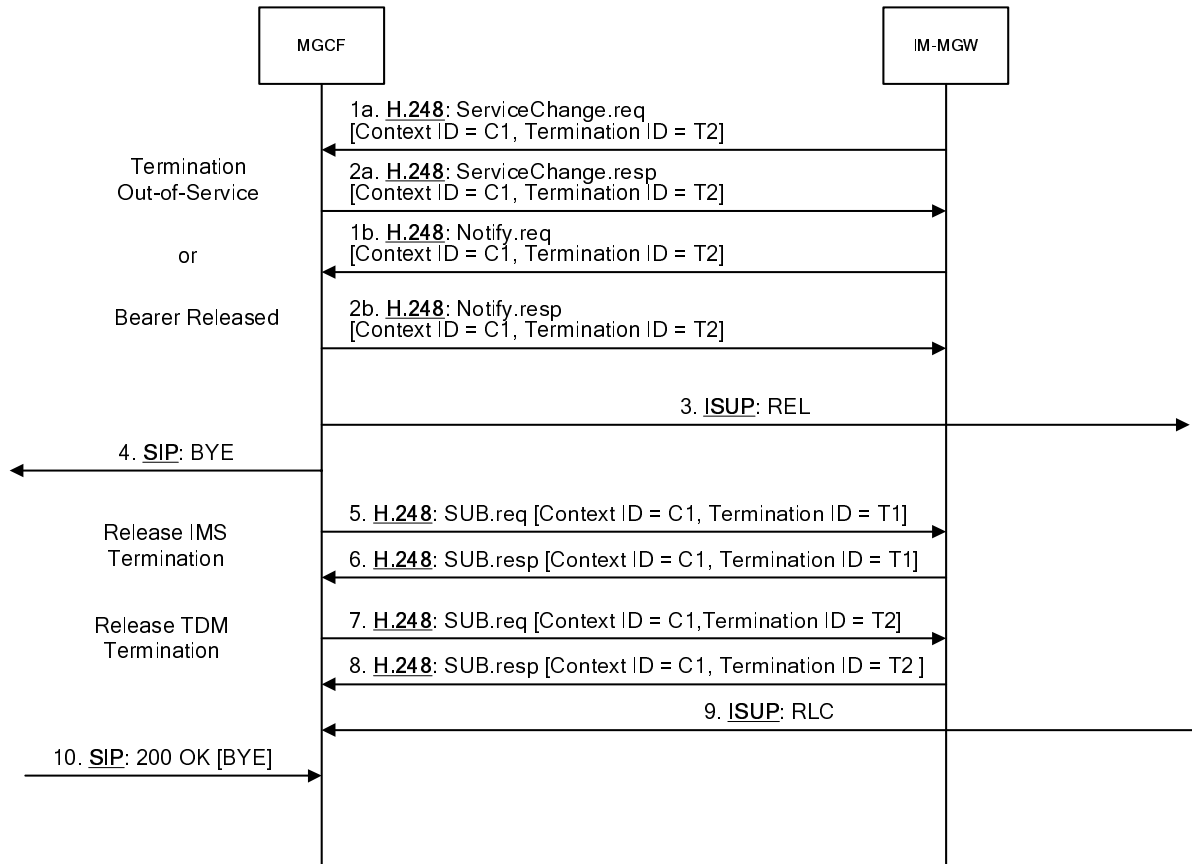 MGCF
IM-MGW
1a. H.248: ServiceChange.req
[Context ID = C1, Termination ID = T2]
Termination
Out-of-Service
2a. H.248: ServiceChange.resp
[Context ID = C1, Termination ID = T2]
1b. H.248: Notify.req
[Context ID = C1, Termination ID = T2]
or
Bearer Released
2b. H.248: Notify.resp
[Context ID = C1, Termination ID = T2]
3. ISUP: REL
4. SIP: BYE
5. H.248: SUB.req [Context ID = C1, Termination ID = T1]
Release IMS
Termination
6. H.248: SUB.resp [Context ID = C1, Termination ID = T1]
7. H.248: SUB.req [Context ID = C1,Termination ID = T2]
Release TDM
Termination
8. H.248: SUB.resp [Context ID = C1, Termination ID = T2 ]
9. ISUP: RLC
10. SIP: 200 OK [BYE]